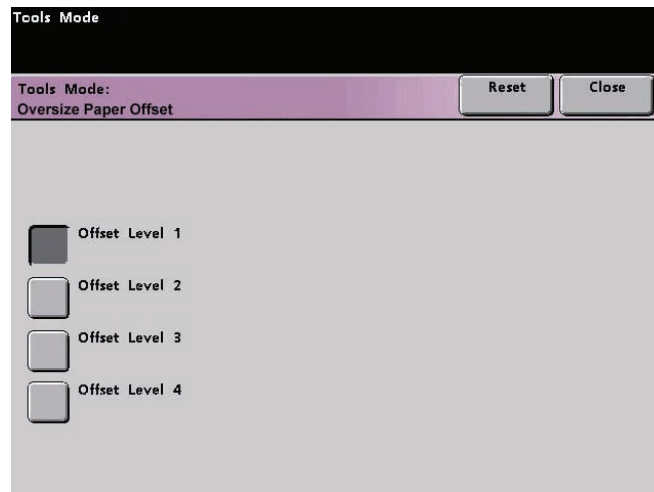 Tools Mode
Tools Mode:
Reset
Close
Oversize Paper Offset
Offset Level 1
Offset Level 2
Offset Level 3
Offset Level 4